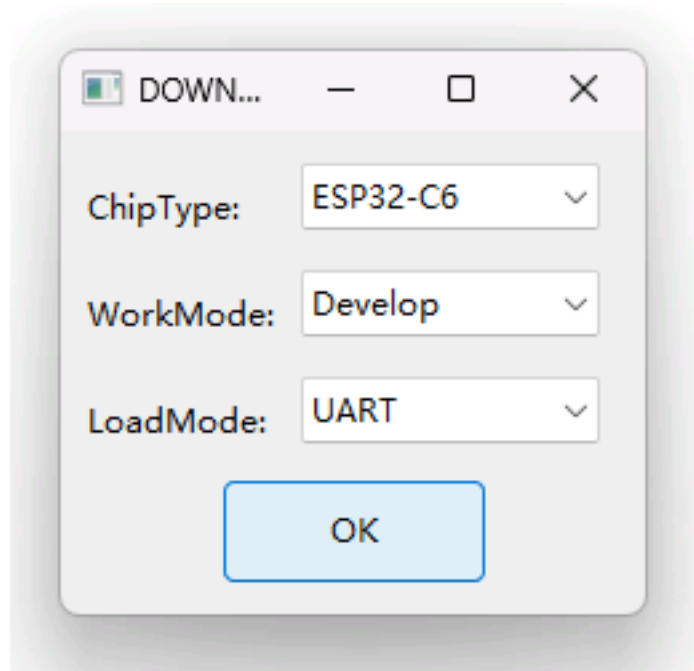 DOWN...
ChipType: ESP32-C6
WorkMode: Develop
LoadMode: UART
OK